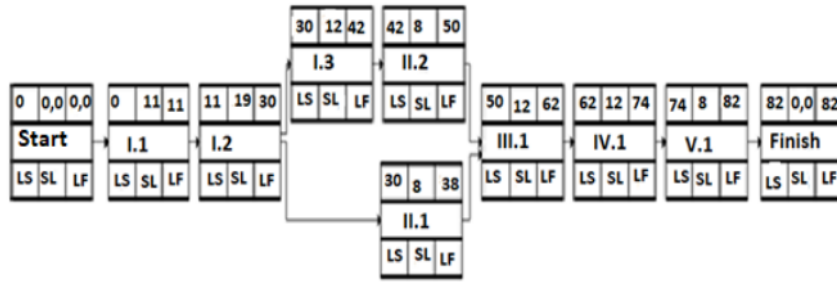 30 12 42
I.3
LS SL LF
42 8 50
II.2
LS SL LF
0 0,0 0,0
Start
LS SL LF
0 11 11
I.1
LS SL LF
11 19 30
I.2
LS SL LF
30 8 38
II.1
LS SL LF
50 12 62
III.1
LS SL LF
62 12 74
IV.1
LS SL LF
74 8 82
V.1
LS SL LF
82 0,0 82
Finish
LS SL LF